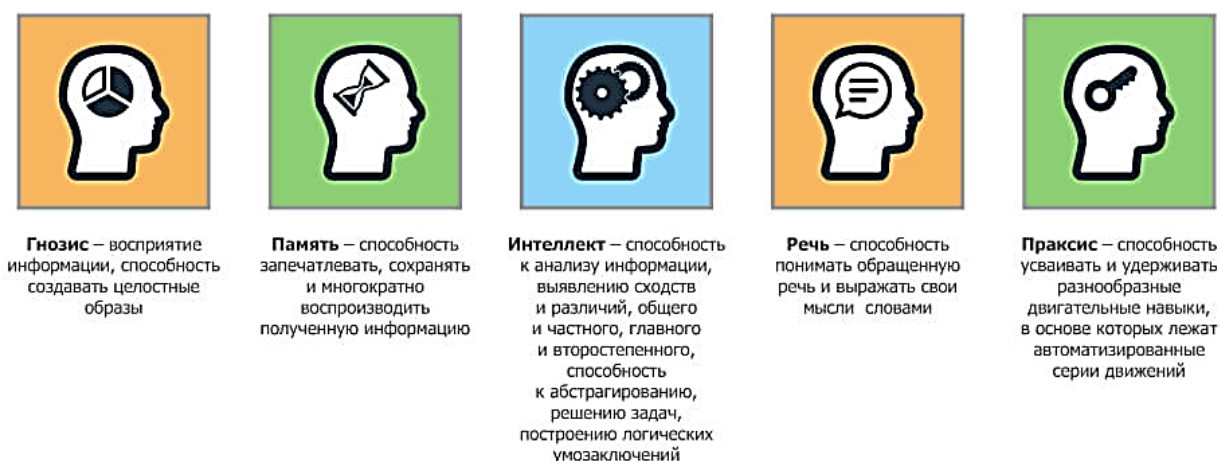 Гнозис – восприятие
информации, способность
создавать целостные
образы
Память – способность
запечатлевать, сохранять
и многократно
воспроизводить
полученную информацию
Интеллект – способность
к анализу информации,
выявлению сходств
и различий, общего
и частного, главного
и второстепенного,
способность
к абстрагированию,
решению задач,
построению логических
умозаключений
Речь – способность
понимать обращенную
речь и выражать свои
мысли словами
Праксис – способность
усваивать и удерживать
разнообразные
двигательные навыки,
в основе которых лежат
автоматизированные
серии движений